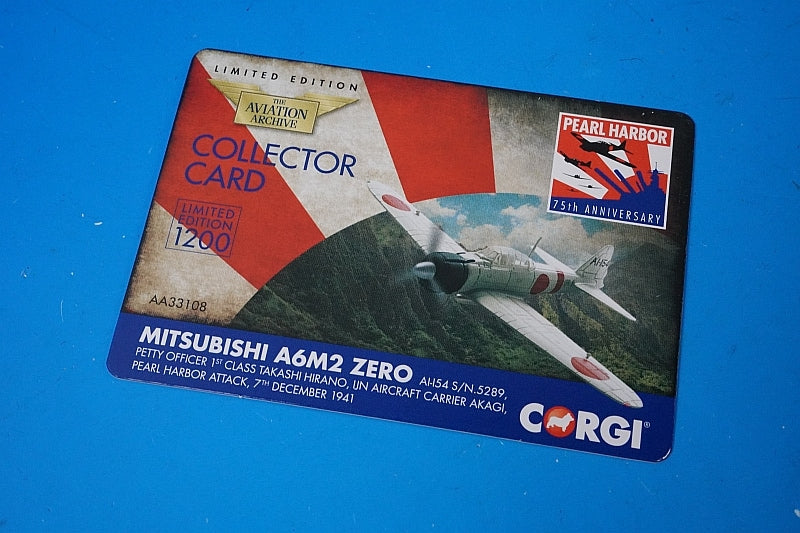 LIMITED EDITION
THE
AVIATION
ARCHIVE
COLLECTOR
CARD
LIMITED
EDITION
1200
AA33108
PEARL HARBOR
75th ANNIVERSARY
AI-154
MITSUBISHI A6M2 ZERO AI-154 S/N.5289,
PETTY OFFICER 1ST CLASS TAKASHI HIRANO, IJN AIRCRAFT CARRIER AKAGI,
PEARL HARBOR ATTACK, 7TH DECEMBER 1941
CORGI®